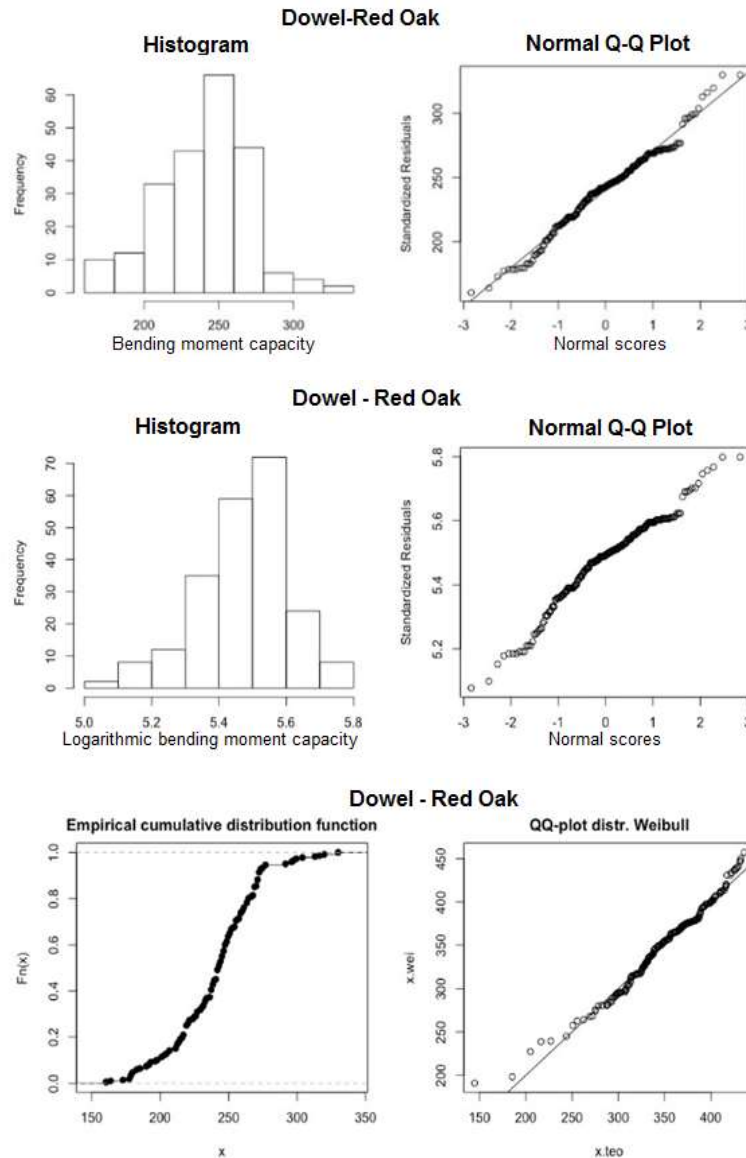 Dowel-Red Oak
Histogram
Normal Q-Q Plot
Frequency
0 10 20 30 40 50 60
200 250 300
Bending moment capacity
Standardized Residuals
200 250 300
-3 -2 -1 0 1 2 3
Normal scores
Dowel - Red Oak
Histogram
Normal Q-Q Plot
Frequency
0 10 20 30 40 50 60 70
5.0 5.2 5.4 5.6 5.8
Logarithmic bending moment capacity
Standardized Residuals
5.2 5.4 5.6 5.8
-3 -2 -1 0 1 2 3
Normal scores
Dowel - Red Oak
Empirical cumulative distribution function
QQ-plot distr. Weibull
Fn(x)
0.0 0.2 0.4 0.6 0.8 1.0
150 200 250 300 350
x
x.wei
200 250 300 350 400 450
150 200 250 300 350 400
x.teo